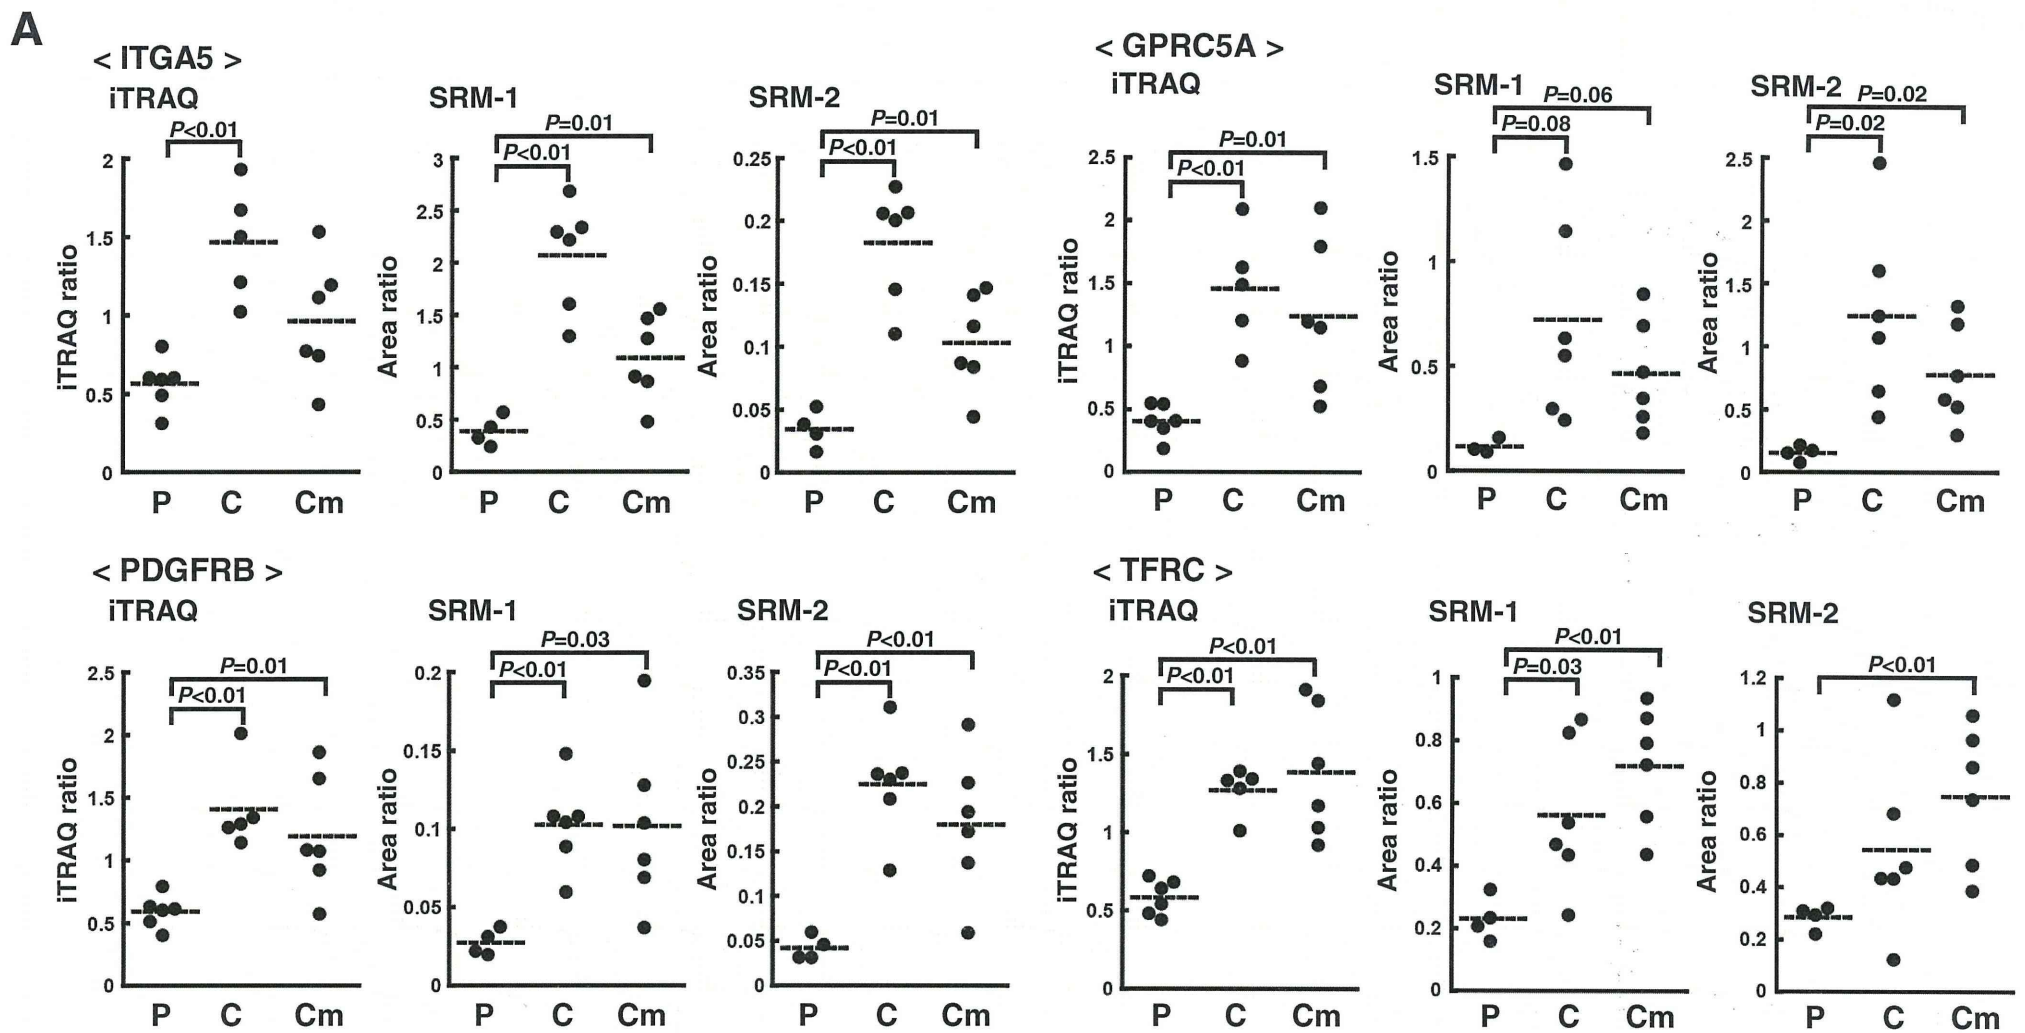 A
< ITGA5 >
iTRAQ
P<0.01
2
1.5
1
0.5
0
iTRAQ ratio
P C Cm
SRM-1
P=0.01
P<0.01
3
2.5
2
1.5
1
0.5
0
Area ratio
P C Cm
SRM-2
P=0.01
P<0.01
0.25
0.2
0.15
0.1
0.05
0
Area ratio
P C Cm
< GPRC5A >
iTRAQ
P=0.01
P<0.01
2.5
2
1.5
1
0.5
0
iTRAQ ratio
P C Cm
SRM-1
P=0.06
P=0.08
1.5
1
0.5
0
Area ratio
P C Cm
SRM-2
P=0.02
P=0.02
2.5
2
1.5
1
0.5
0
Area ratio
P C Cm
< PDGFRB >
iTRAQ
P=0.01
P<0.01
2.5
2
1.5
1
0.5
0
iTRAQ ratio
P C Cm
SRM-1
P=0.03
P<0.01
0.2
0.15
0.1
0.05
0
Area ratio
P C Cm
SRM-2
P<0.01
P<0.01
0.35
0.3
0.25
0.2
0.15
0.1
0.05
0
Area ratio
P C Cm
< TFRC >
iTRAQ
P<0.01
P<0.01
2
1.5
1
0.5
0
iTRAQ ratio
P C Cm
SRM-1
P<0.01
P=0.03
1
0.8
0.6
0.4
0.2
0
Area ratio
P C Cm
SRM-2
P<0.01
1.2
1
0.8
0.6
0.4
0.2
0
Area ratio
P C Cm